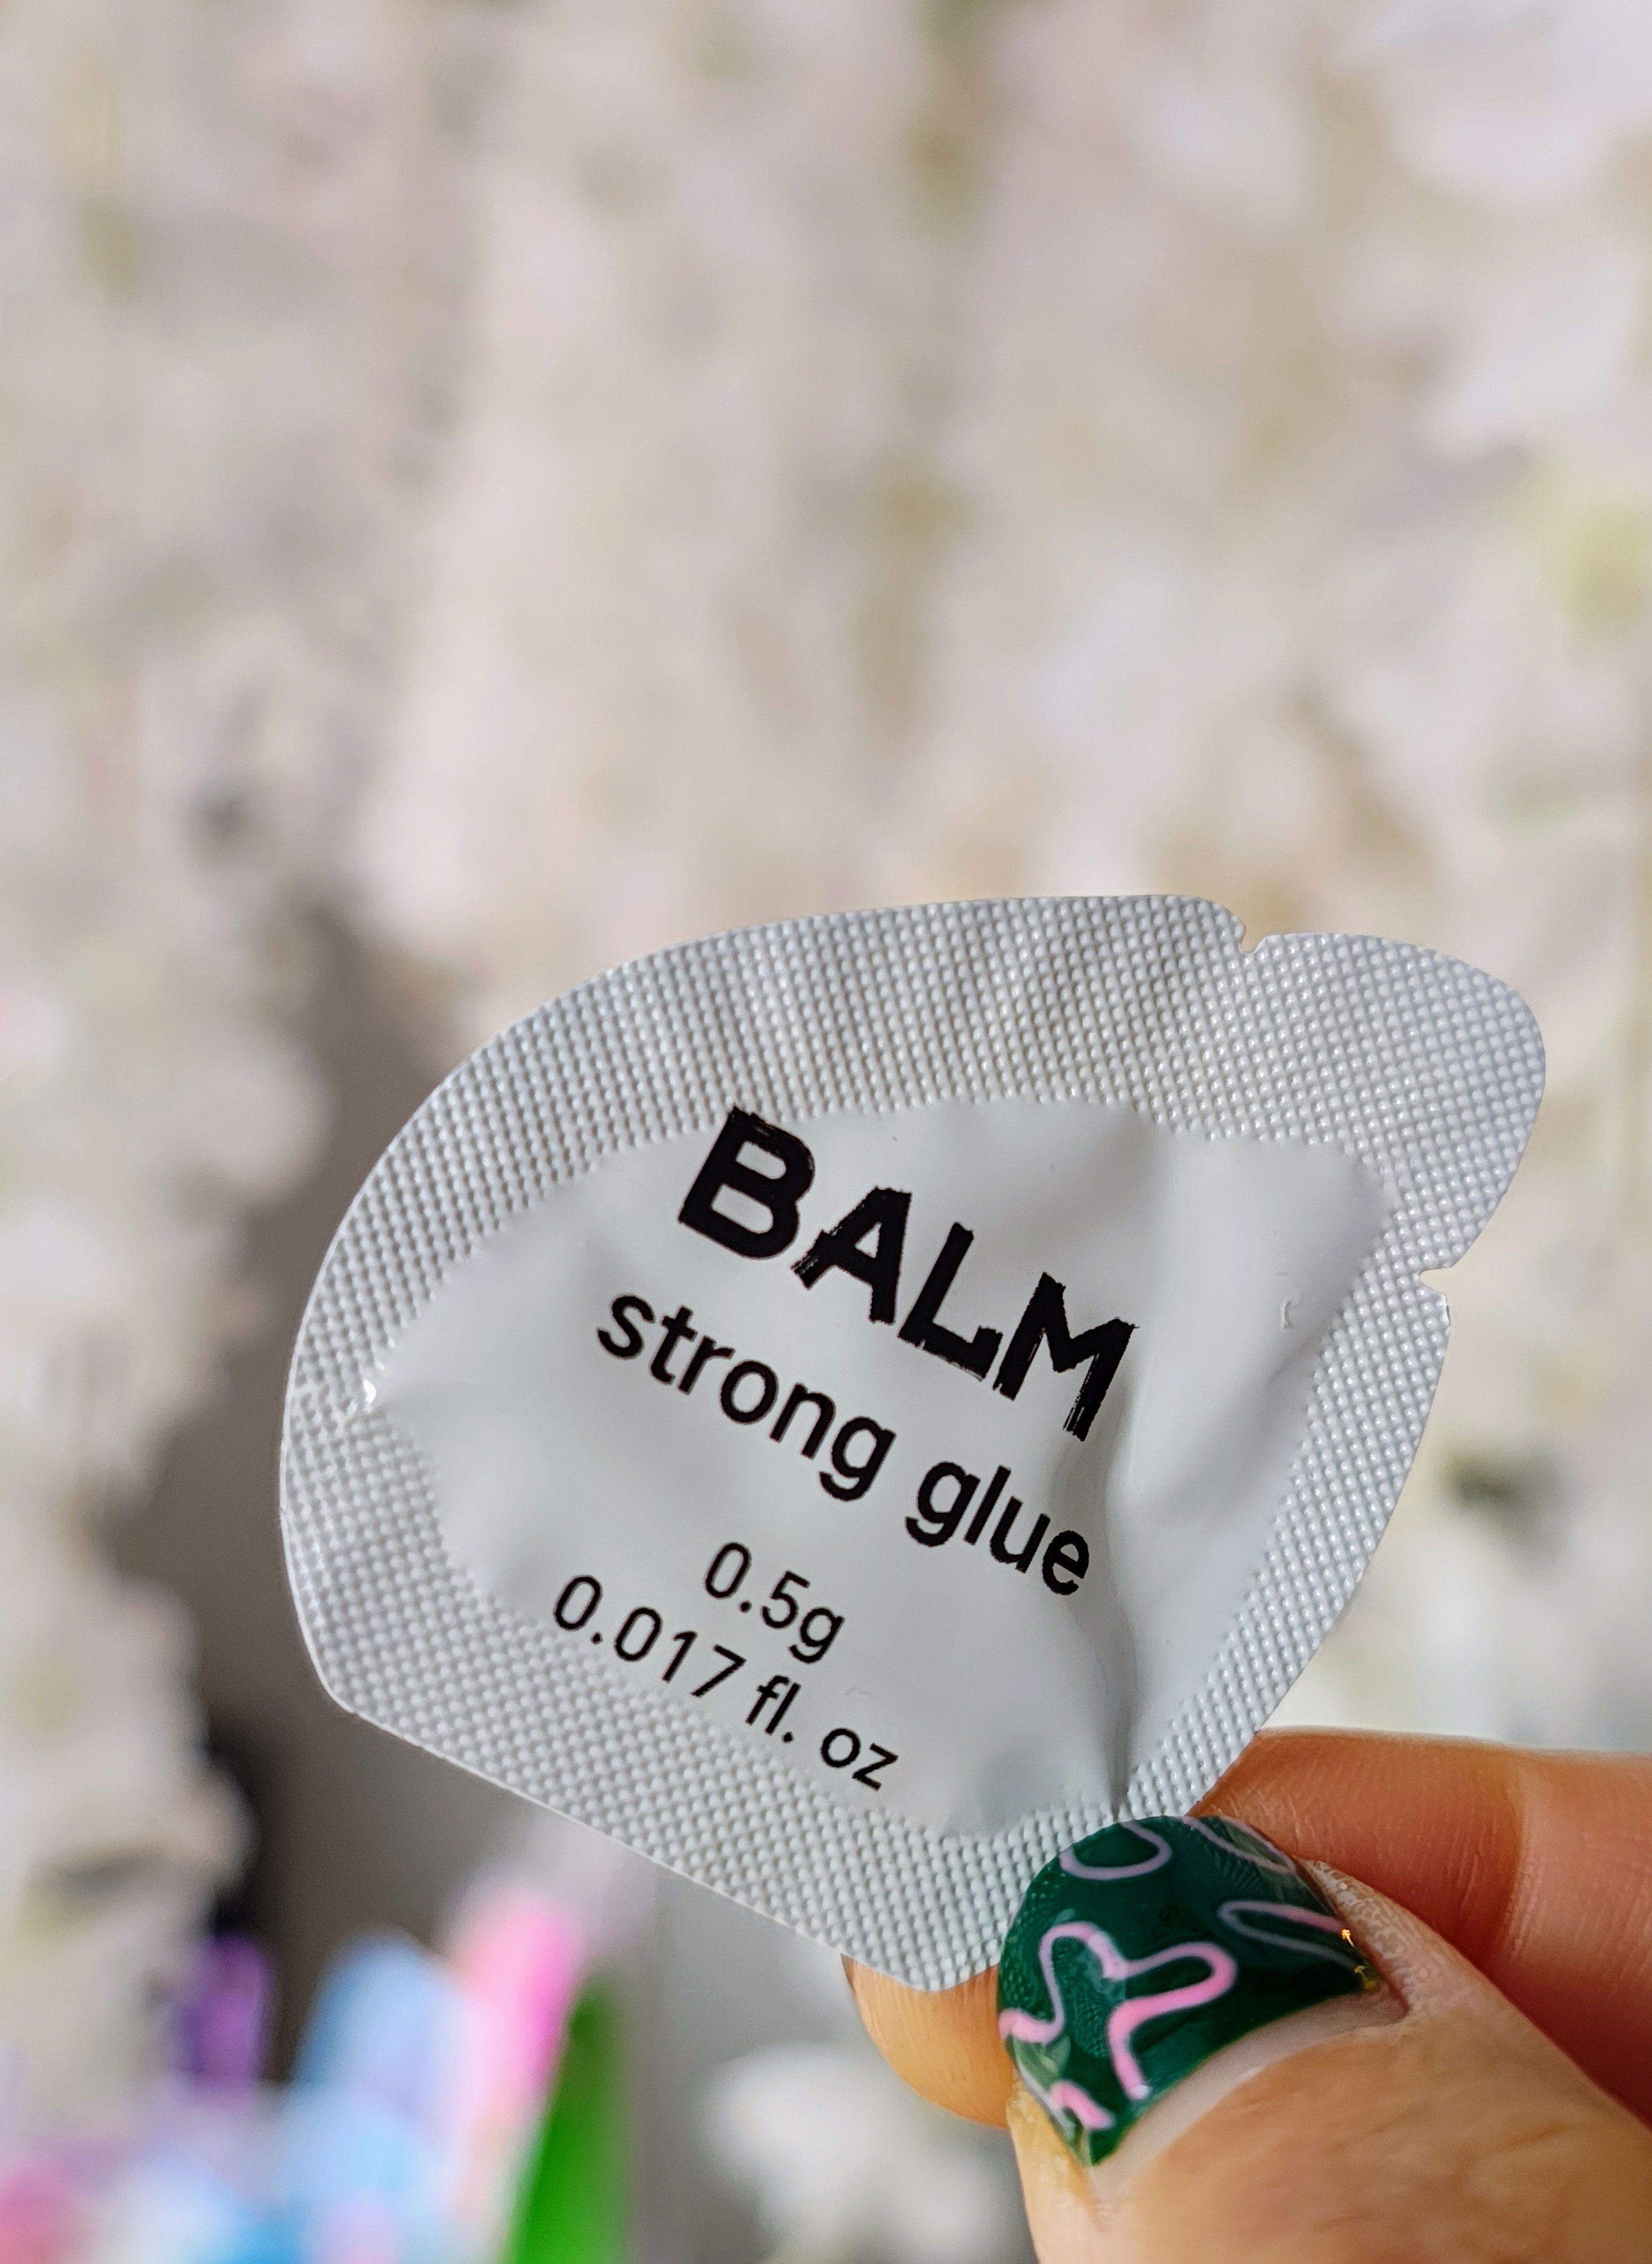 BALM
strong glue
0.5g
0.017 fl. oz